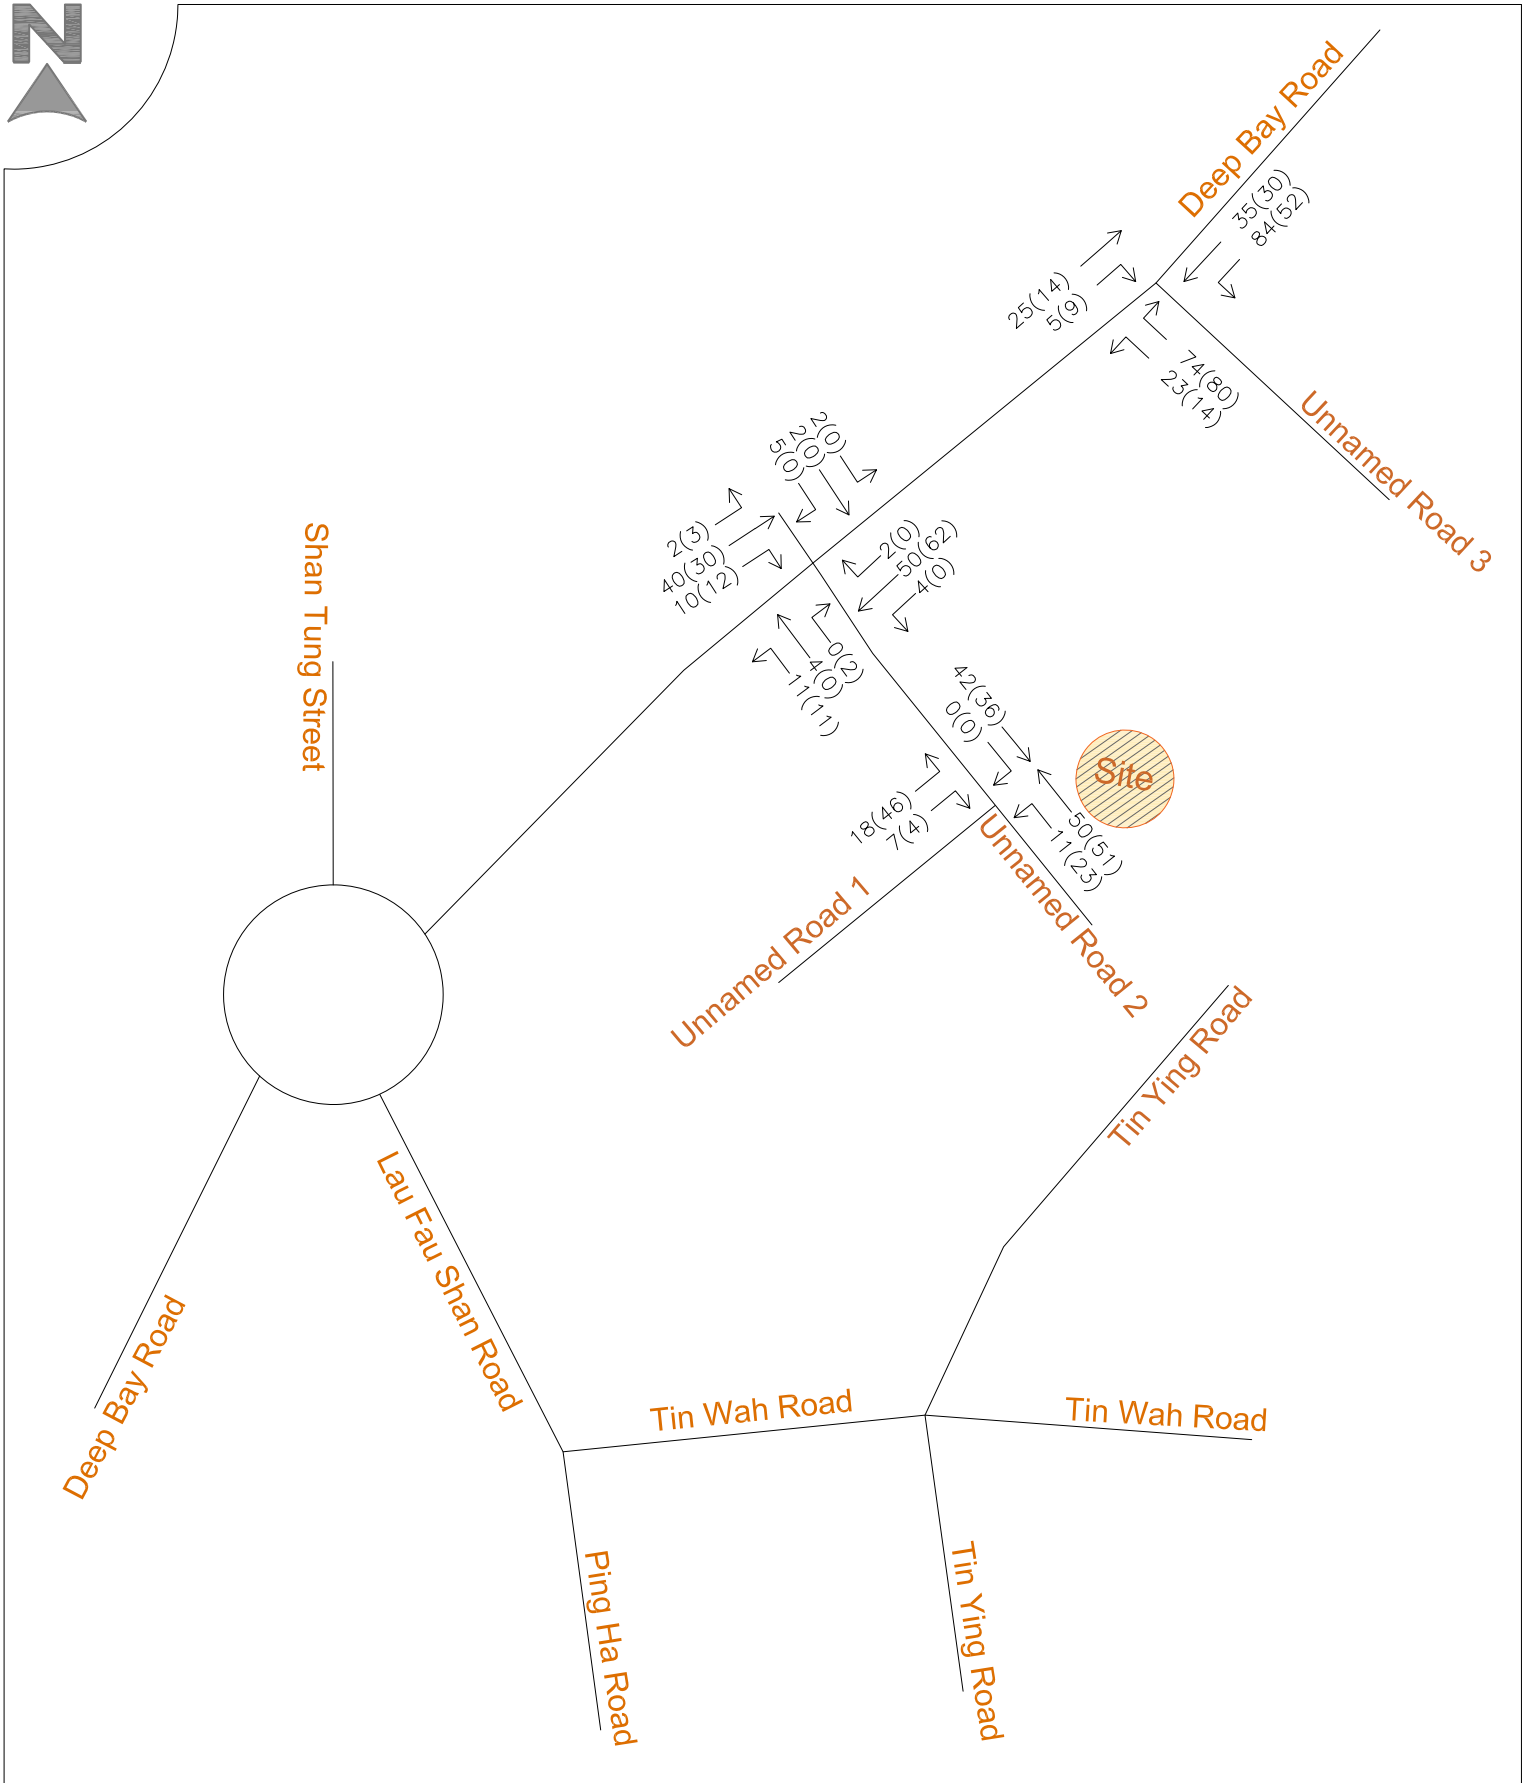 N
Deep Bay Road
35(30)
84(52)
25(14)
5(9)
74(80)
23(14)
Unnamed Road 3
2(0)
2(0)
5(0)
2(3)
40(30)
10(12)
2(0)
50(62)
4(0)
0(2)
4(0)
11(11)
Shan Tung Street
42(36)
0(0)
Site
18(46)
7(4)
50(51)
11(23)
Unnamed Road 1
Unnamed Road 2
Tin Ying Road
Lau Fau Shan Road
Deep Bay Road
Tin Wah Road
Tin Wah Road
Ping Ha Road
Tin Ying Road